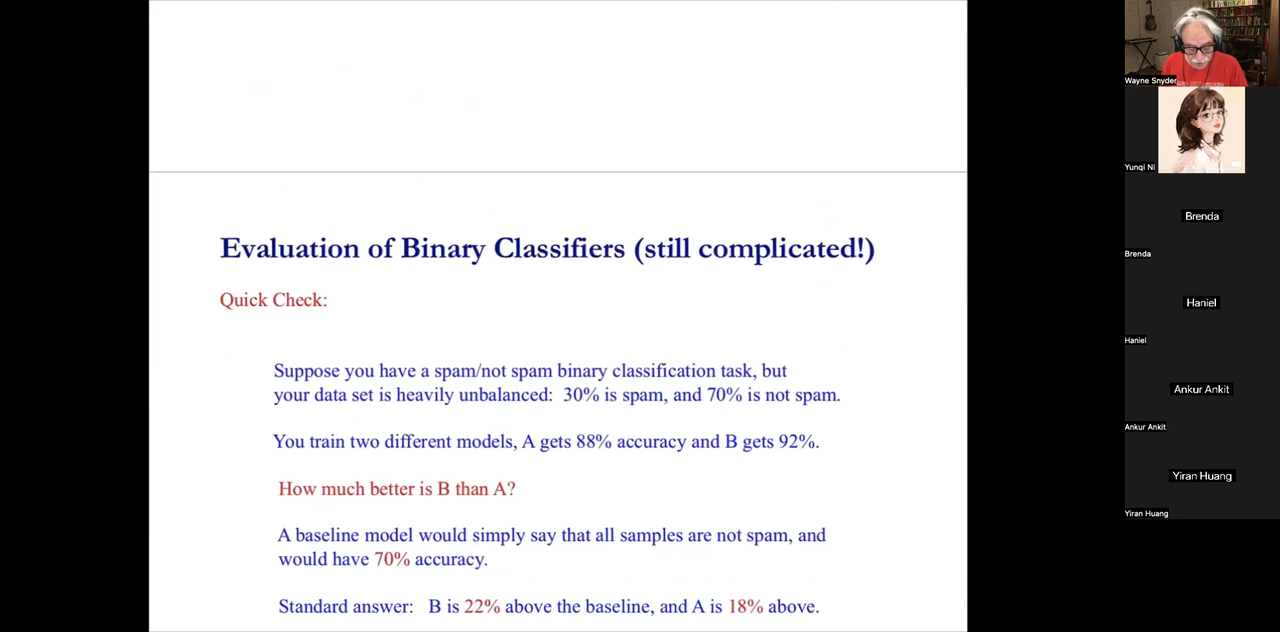 Evaluation of Binary Classifiers (still complicated!)
Quick Check:
Suppose you have a spam/not spam binary classification task, but
your data set is heavily unbalanced: 30% is spam, and 70% is not spam.
You train two different models, A gets 88% accuracy and B gets 92%.
How much better is B than A?
A baseline model would simply say that all samples are not spam, and
would have 70% accuracy.
Standard answer: B is 22% above the baseline, and A is 18% above.
Wayne Snyder
Yunqi Ni
Brenda
Brenda
Haniel
Haniel
Ankur Ankit
Ankur Ankit
Yiran Huang
Yiran Huang